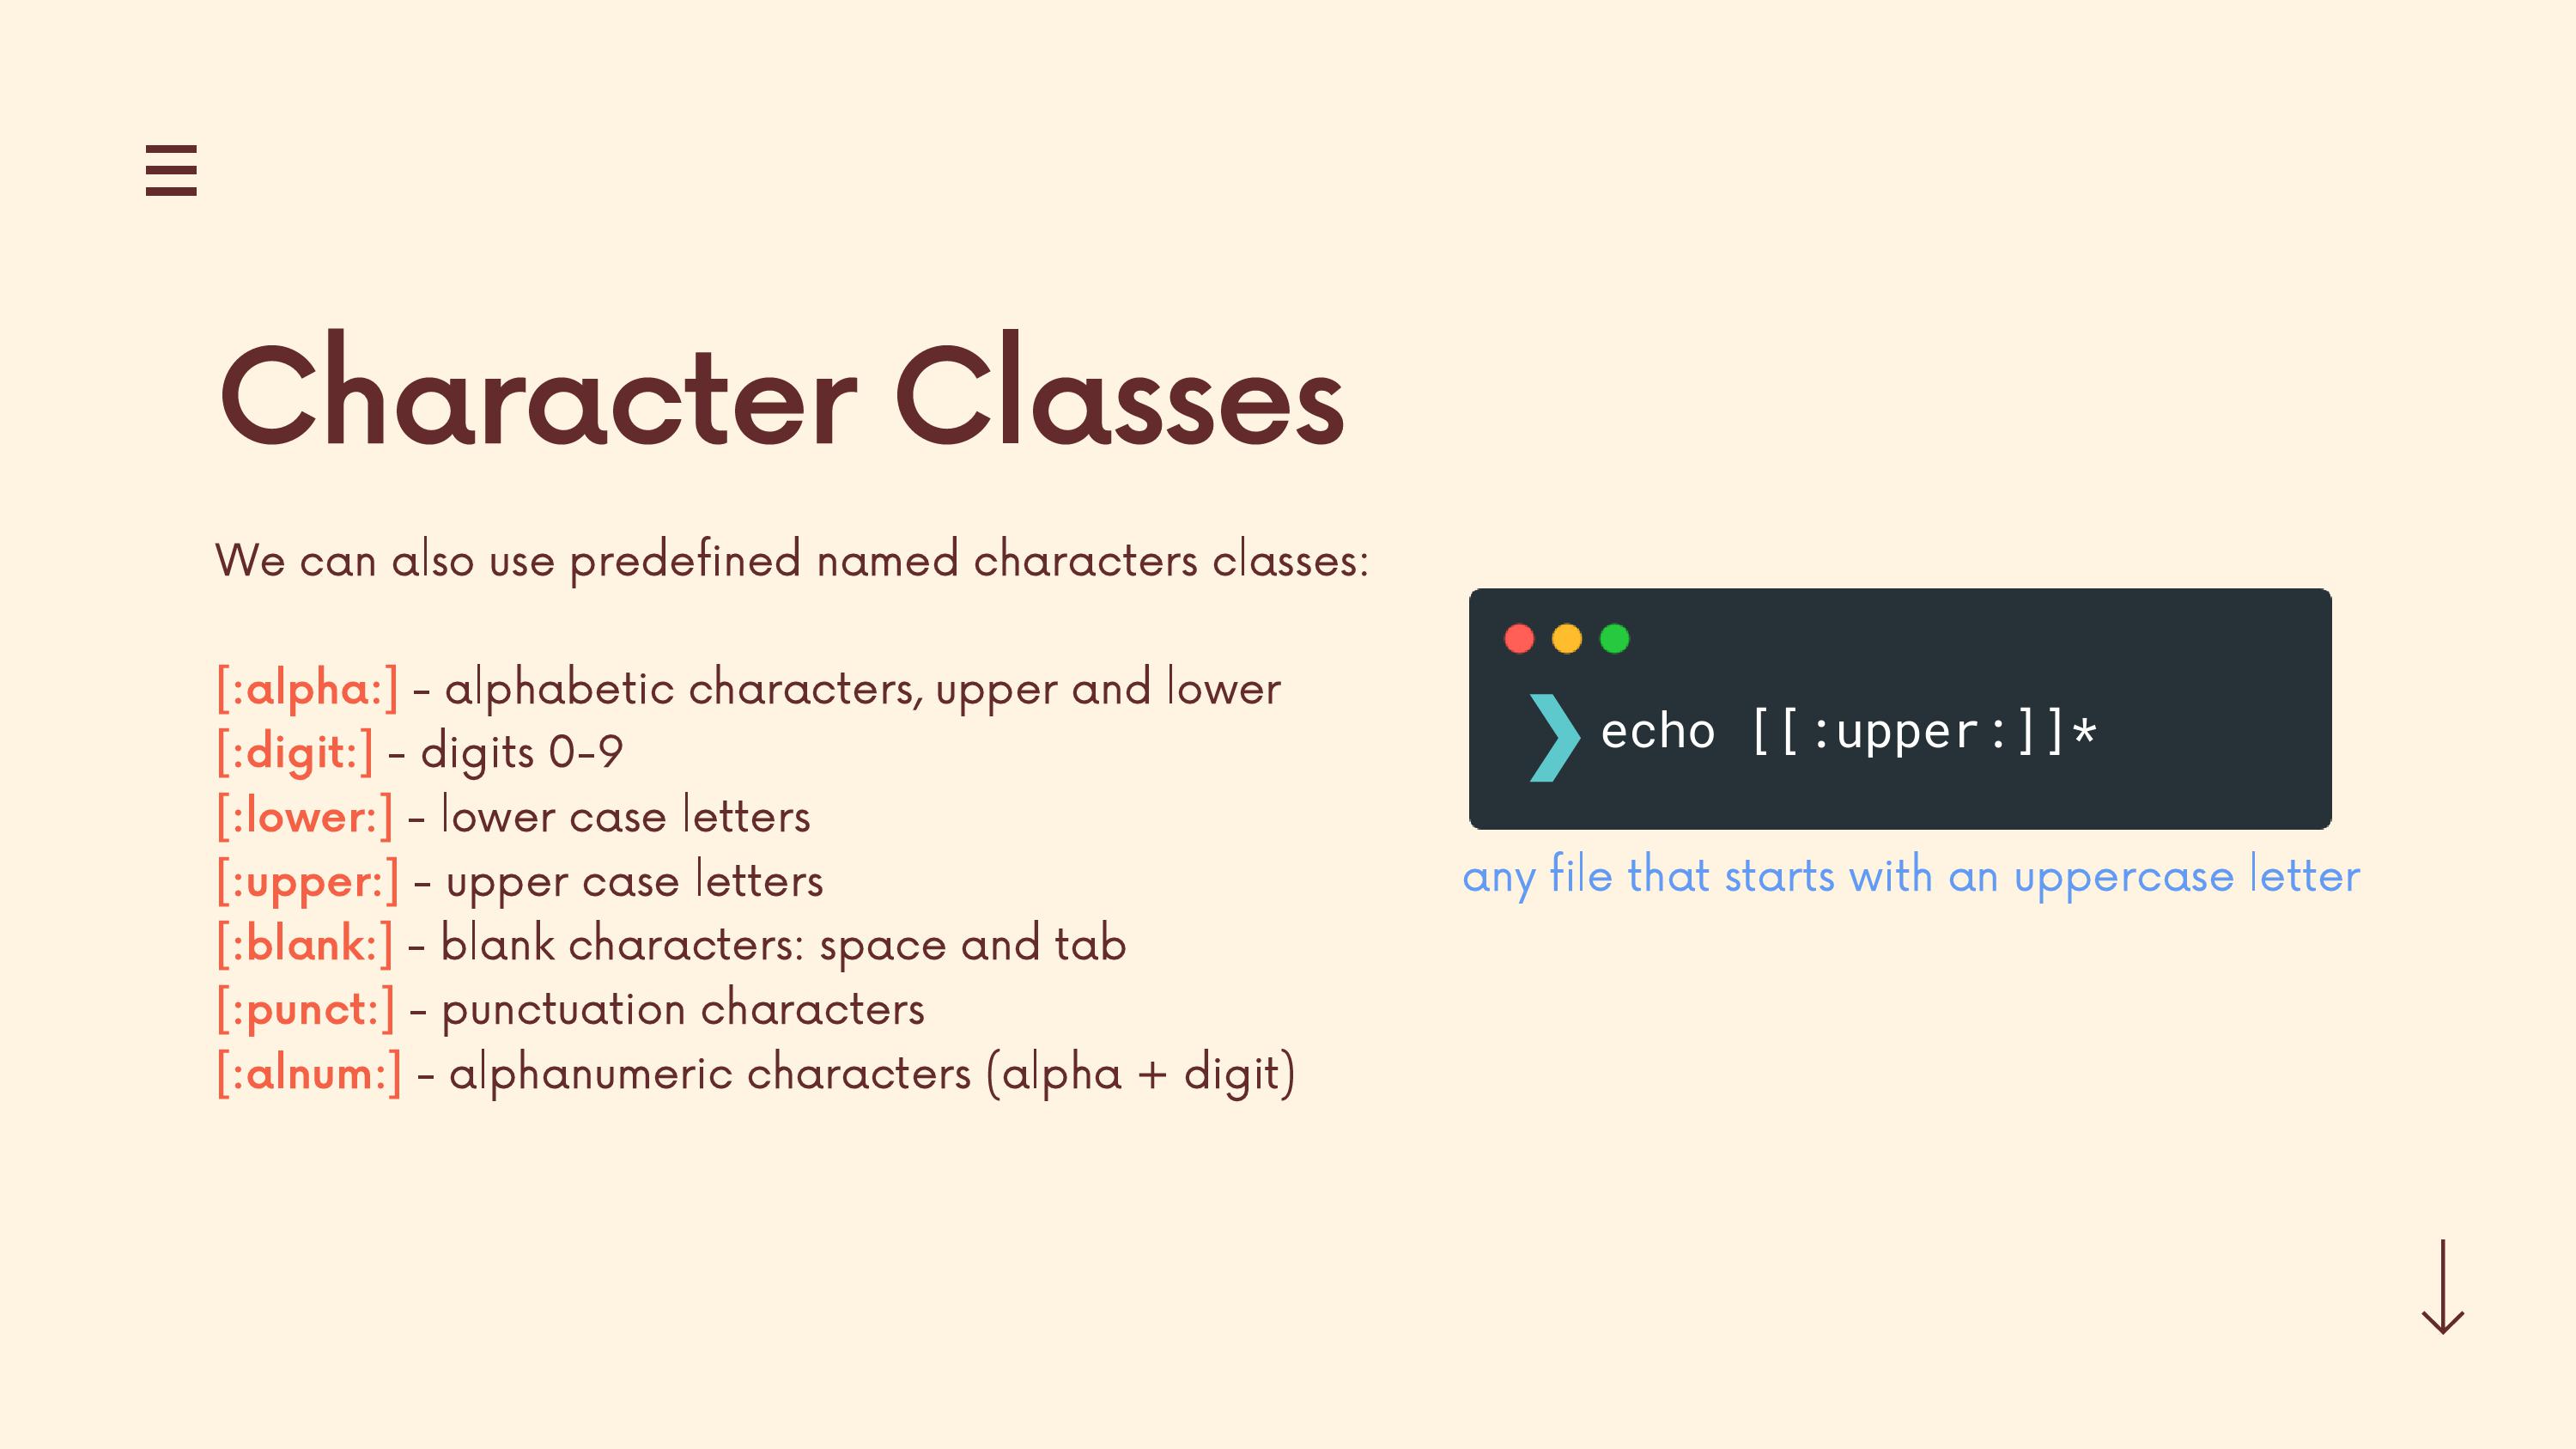 Character Classes
We can also use predefined named characters classes:
[:alpha:] - alphabetic characters, upper and lower
[:digit:] - digits 0-9
[:lower:] - lower case letters
[:upper:] - upper case letters
[:blank:] - blank characters: space and tab
[:punct:] - punctuation characters
[:alnum:] - alphanumeric characters (alpha + digit)
❯ echo [[:upper:]]*
any file that starts with an uppercase letter